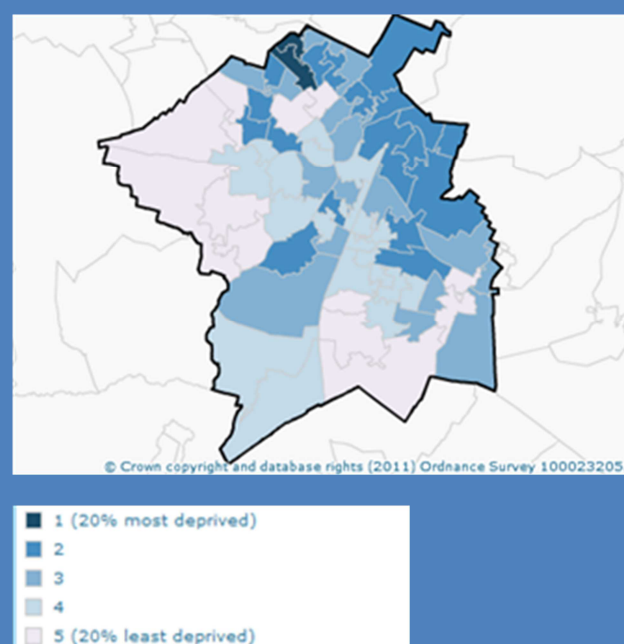 © Crown copyright and database rights (2011) Ordnance Survey 100023205
1 (20% most deprived)
2
3
4
5 (20% least deprived)